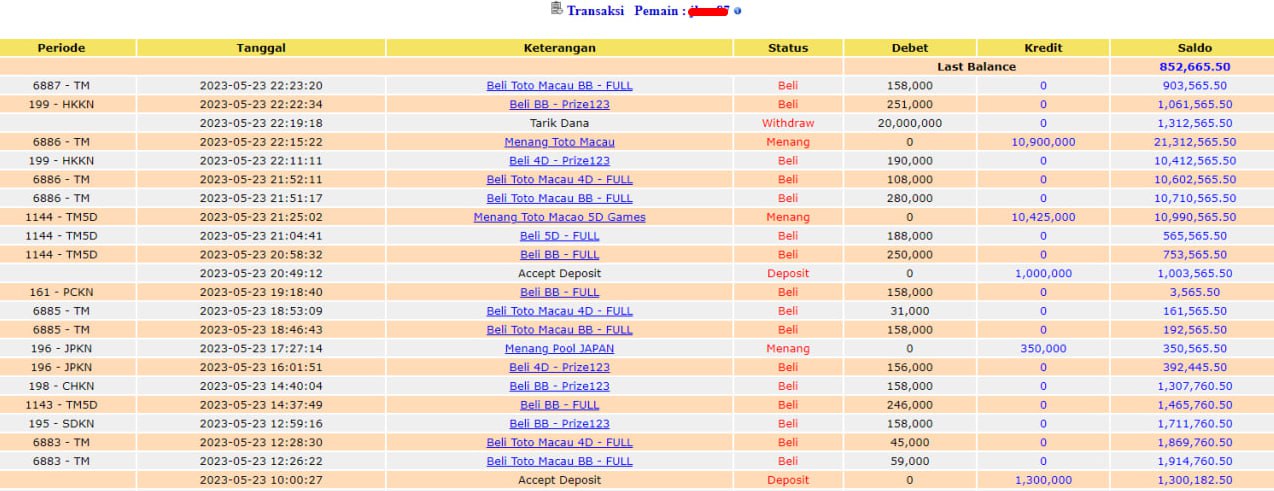 Transaksi Pemain :
Periode Tanggal Keterangan Status Debet Kredit Saldo
Last Balance 852,665.50
6887 - TM 2023-05-23 22:23:20 Beli Toto Macau BB - FULL Beli 158,000 0 903,565.50
199 - HKKN 2023-05-23 22:22:34 Beli BB - Prize123 Beli 251,000 0 1,061,565.50
2023-05-23 22:19:18 Tarik Dana Withdraw 20,000,000 0 1,312,565.50
6886 - TM 2023-05-23 22:15:22 Menang Toto Macau Menang 0 10,900,000 21,312,565.50
199 - HKKN 2023-05-23 22:11:11 Beli 4D - Prize123 Beli 190,000 0 10,412,565.50
6886 - TM 2023-05-23 21:52:11 Beli Toto Macau 4D - FULL Beli 108,000 0 10,602,565.50
6886 - TM 2023-05-23 21:51:17 Beli Toto Macau BB - FULL Beli 280,000 0 10,710,565.50
1144 - TM5D 2023-05-23 21:25:02 Menang Toto Macao 5D Games Menang 0 10,425,000 10,990,565.50
1144 - TM5D 2023-05-23 21:04:41 Beli 5D - FULL Beli 188,000 0 565,565.50
1144 - TM5D 2023-05-23 20:58:32 Beli BB - FULL Beli 250,000 0 753,565.50
2023-05-23 20:49:12 Accept Deposit Deposit 0 1,000,000 1,003,565.50
161 - PCKN 2023-05-23 19:18:40 Beli BB - FULL Beli 158,000 0 3,565.50
6885 - TM 2023-05-23 18:53:09 Beli Toto Macau 4D - FULL Beli 31,000 0 161,565.50
6885 - TM 2023-05-23 18:46:43 Beli Toto Macau BB - FULL Beli 158,000 0 192,565.50
196 - JPKN 2023-05-23 17:27:14 Menang Pool JAPAN Menang 0 350,000 350,565.50
196 - JPKN 2023-05-23 16:01:51 Beli 4D - Prize123 Beli 156,000 0 392,445.50
198 - CHKN 2023-05-23 14:40:04 Beli BB - Prize123 Beli 158,000 0 1,307,760.50
1143 - TM5D 2023-05-23 14:37:49 Beli BB - FULL Beli 246,000 0 1,465,760.50
195 - SDKN 2023-05-23 12:59:16 Beli BB - Prize123 Beli 158,000 0 1,711,760.50
6883 - TM 2023-05-23 12:28:30 Beli Toto Macau 4D - FULL Beli 45,000 0 1,869,760.50
6883 - TM 2023-05-23 12:26:22 Beli Toto Macau BB - FULL Beli 59,000 0 1,914,760.50
2023-05-23 10:00:27 Accept Deposit Deposit 0 1,300,000 1,300,182.50